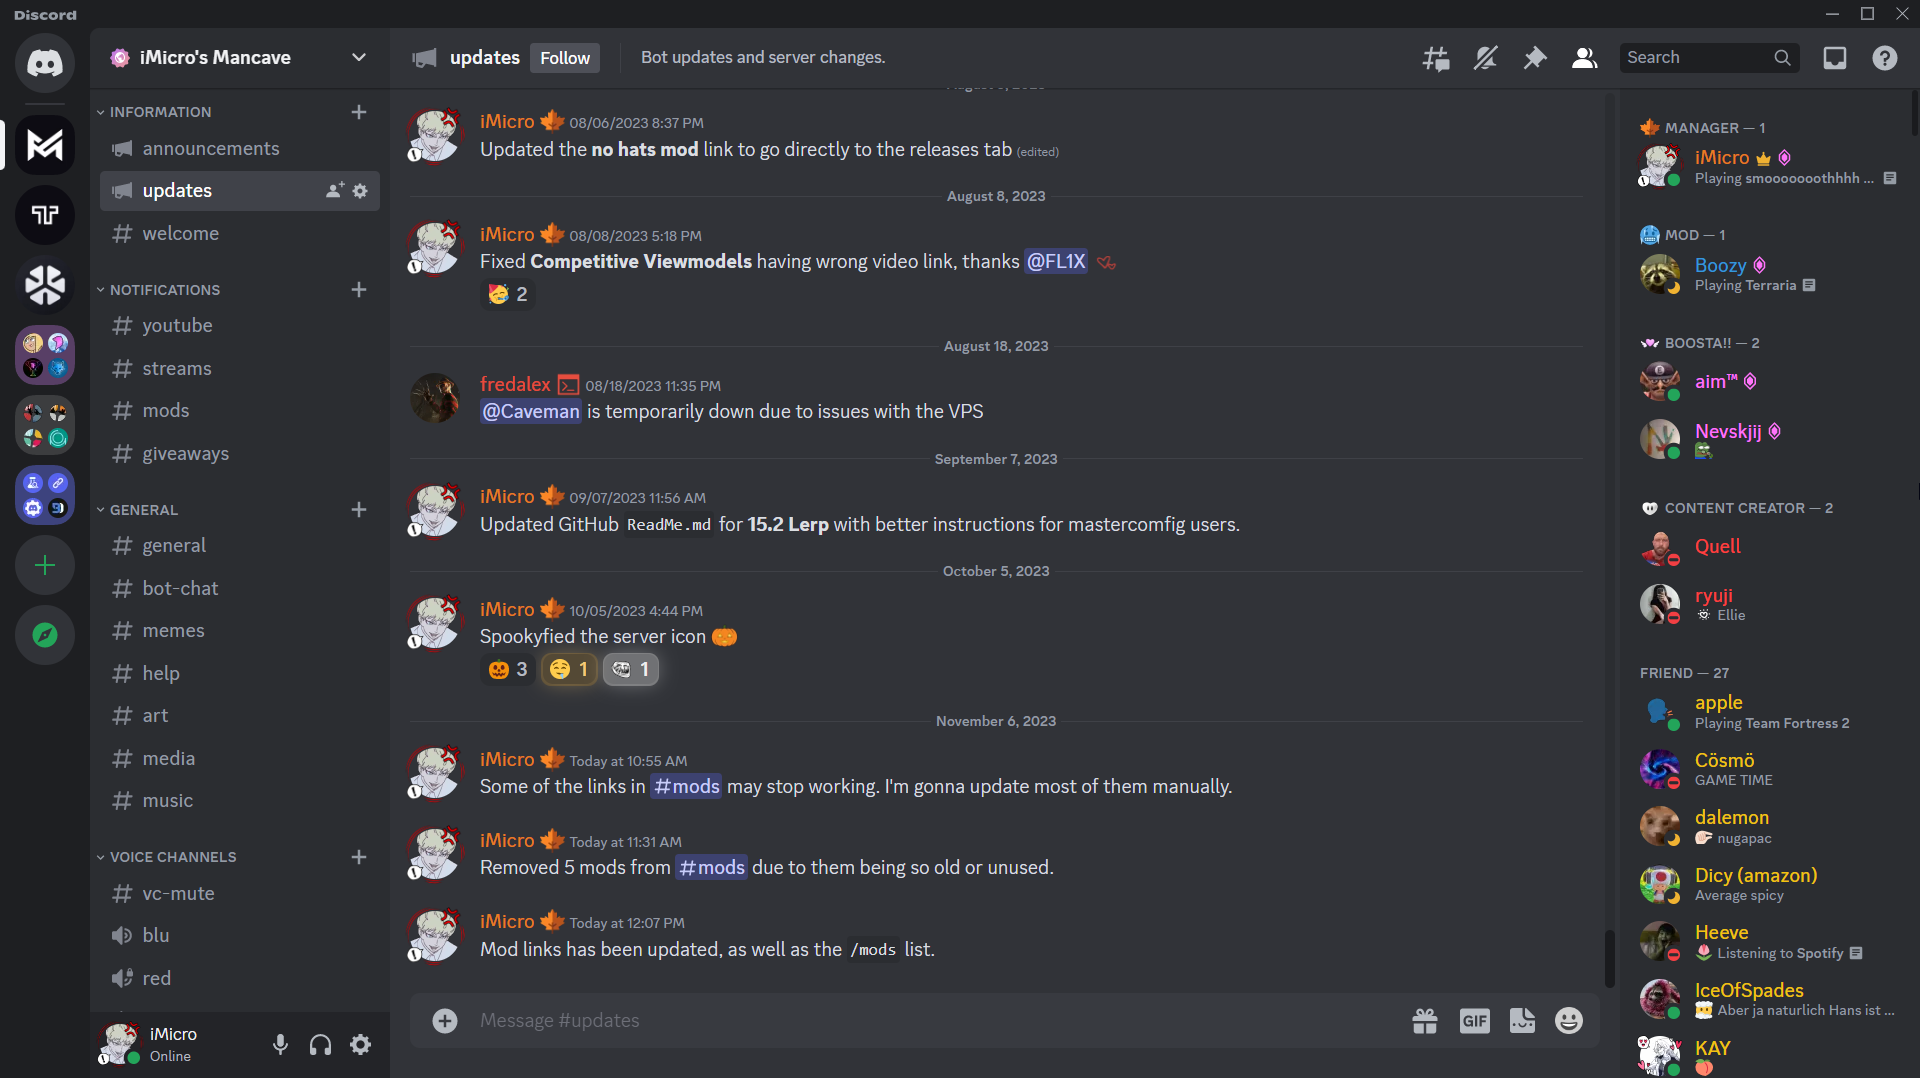 Discord
iMicro's Mancave
INFORMATION
announcements
updates
welcome
NOTIFICATIONS
youtube
streams
mods
giveaways
GENERAL
general
bot-chat
memes
help
art
media
music
VOICE CHANNELS
vc-mute
blu
red
iMicro
Online
updates Follow Bot updates and server changes.
Search
iMicro 08/06/2023 8:37 PM
Updated the no hats mod link to go directly to the releases tab (edited)
August 8, 2023
iMicro 08/08/2023 5:18 PM
Fixed Competitive Viewmodels having wrong video link, thanks @FL1X
2
August 18, 2023
fredalex 08/18/2023 11:35 PM
@Caveman is temporarily down due to issues with the VPS
September 7, 2023
iMicro 09/07/2023 11:56 AM
Updated GitHub ReadMe.md for 15.2 Lerp with better instructions for mastercomfig users.
October 5, 2023
iMicro 10/05/2023 4:44 PM
Spookyfied the server icon
3 1 1
November 6, 2023
iMicro Today at 10:55 AM
Some of the links in #mods may stop working. I'm gonna update most of them manually.
iMicro Today at 11:31 AM
Removed 5 mods from #mods due to them being so old or unused.
iMicro Today at 12:07 PM
Mod links has been updated, as well as the /mods list.
Message #updates
GIF
MANAGER — 1
iMicro
Playing smooooooothhhh ...
MOD — 1
Boozy
Playing Terraria
BOOSTA!! — 2
aim™
Nevskjij
CONTENT CREATOR — 2
Quell
ryuji
Ellie
FRIEND — 27
apple
Playing Team Fortress 2
Cösmö
GAME TIME
dalemon
nugapac
Dicy (amazon)
Average spicy
Heeve
Listening to Spotify
IceOfSpades
Aber ja naturlich Hans ist ...
KAY